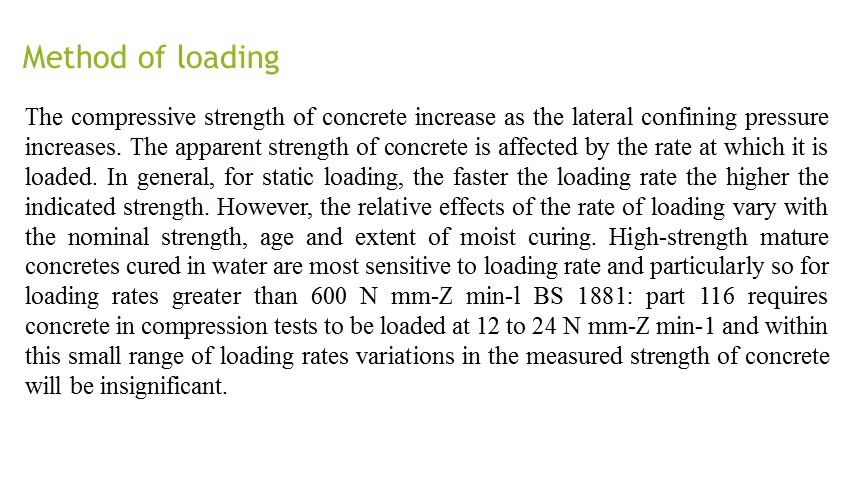 Method of loading
The compressive strength of concrete increase as the lateral confining pressure
increases. The apparent strength of concrete is affected by the rate at which it is
loaded. In general, for static loading, the faster the loading rate the higher the
indicated strength. However, the relative effects of the rate of loading vary with
the nominal strength, age and extent of moist curing. High-strength mature
concretes cured in water are most sensitive to loading rate and particularly so for
loading rates greater than 600 N mm-Z min-l BS 1881: part 116 requires
concrete in compression tests to be loaded at 12 to 24 N mm-Z min-1 and within
this small range of loading rates variations in the measured strength of concrete
will be insignificant.